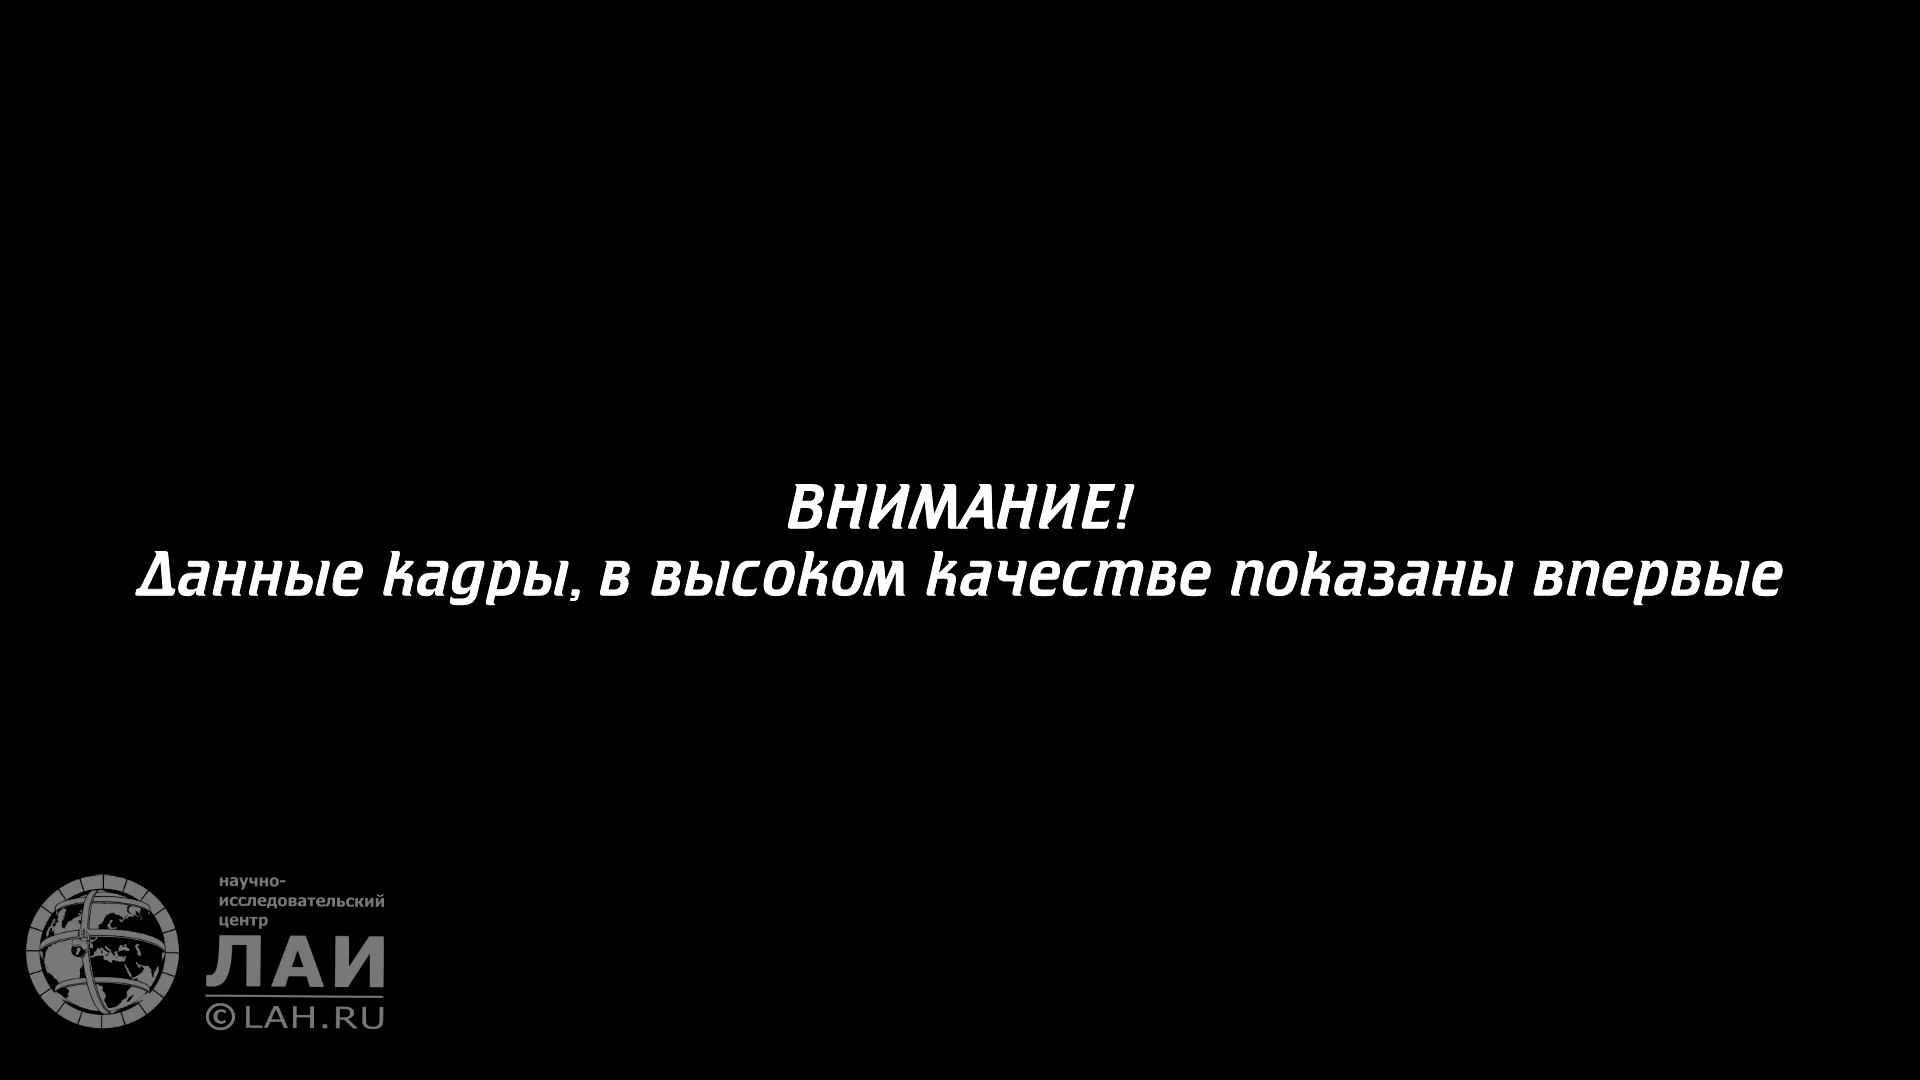 ВНИМАНИЕ!
Данные кадры, в высоком качестве показаны впервые
научно-
исследовательский
центр
ЛАИ
© LAH.RU